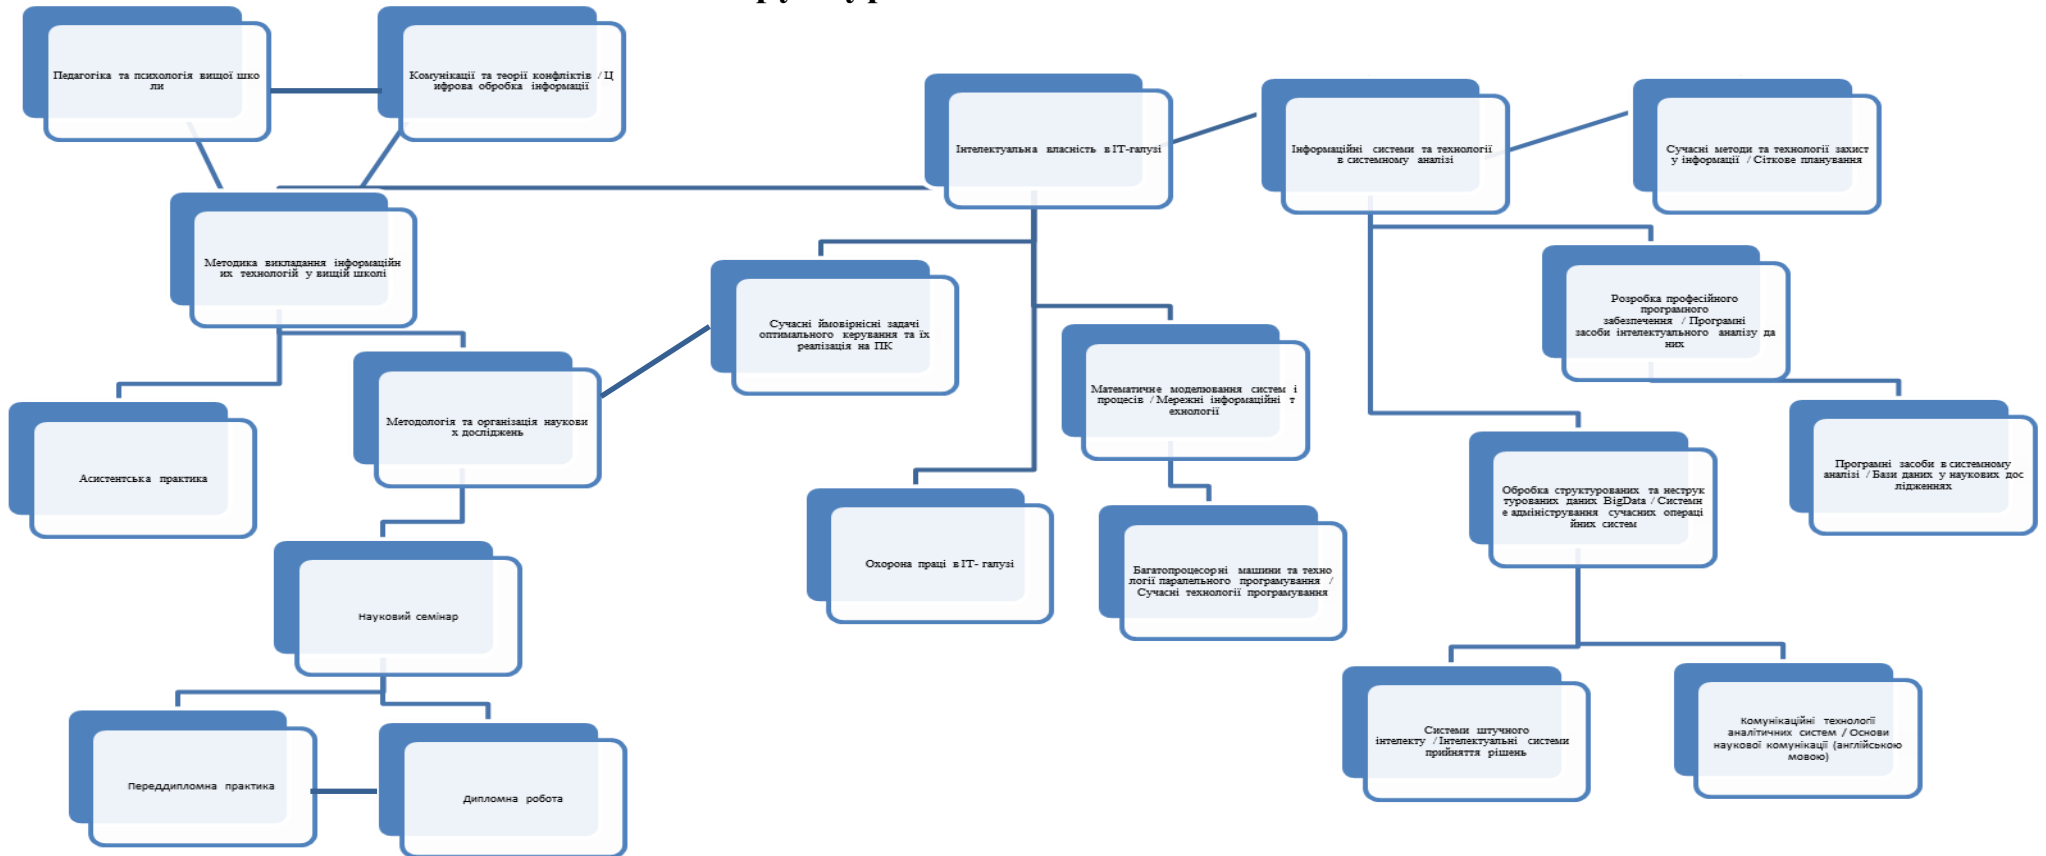 Педагогіка та психологія вищої шко
ли
Комунікації та теорії конфліктів / Ц
ифрова обробка інформації
Інтелектуальна власність в ІТ-галузі
Інформаційні системи та технології
в системному аналізі
Сучасні методи та технології захист
у інформації / Сіткове планування
Методика викладання інформаційн
их технологій у вищій школі
Сучасні ймовірнісні задачі
оптимального керування та їх
реалізація на ПК
Розробка професійного
програмного
забезпечення / Програмні
засоби інтелектуального аналізу да
них
Математичне моделювання систем і
процесів / Мережні інформаційні т
ехнології
Методологія та організація наукови
х досліджень
Асистентська практика
Програмні засоби в системному
аналізі / Бази даних у наукових дос
лідженнях
Обробка структурованих та неструк
турованих даних BigData / Системн
е адміністрування сучасних операці
йних систем
Охорона праці в ІТ- галузі
Багатопроцесорні машини та техно
логії паралельного програмування /
Сучасні технології програмування
Науковий семінар
Системи штучного
інтелекту / Інтелектуальні системи
прийняття рішень
Комунікаційні технології
аналітичних систем / Основи
наукової комунікації (англійською
мовою)
Переддипломна практика
Дипломна робота